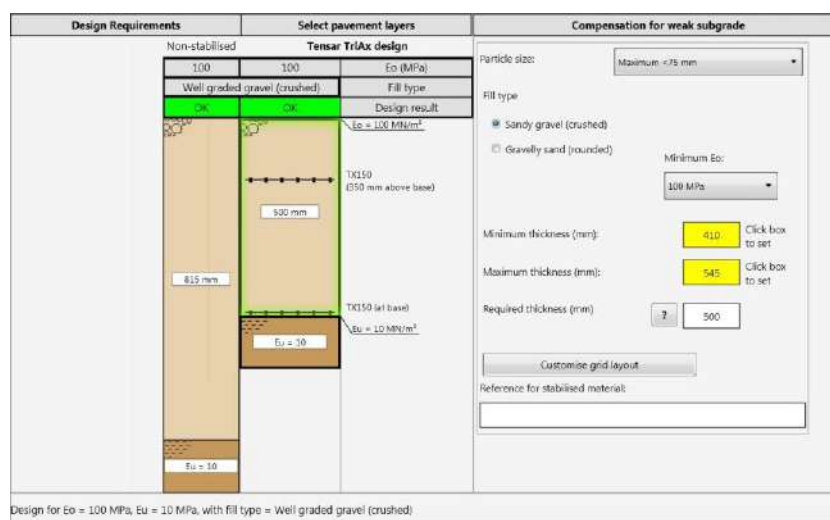 Design Requirements
Select pavement layers
Compensation for weak subgrade
Non-stabilised
Tensar TriAx design
100
100
Eo (MPa)
Well graded gravel (crushed)
Fill type
OK
OK
Design result
Eo = 100 MN/m²
TX150
(350 mm above base)
500 mm
815 mm
TX150 (at base)
Eu = 10 MN/m²
Eu = 10
Eu = 10
Particle size:
Maximum <75 mm
Fill type
Sandy gravel (crushed)
Gravelly sand (rounded)
Minimum Eo:
100 MPa
Minimum thickness (mm):
410
Click box
to set
Maximum thickness (mm):
545
Click box
to set
Required thickness (mm)
?
500
Customise grid layout
Reference for stabilised material:
Design for Eo = 100 MPa, Eu = 10 MPa, with fill type = Well graded gravel (crushed)